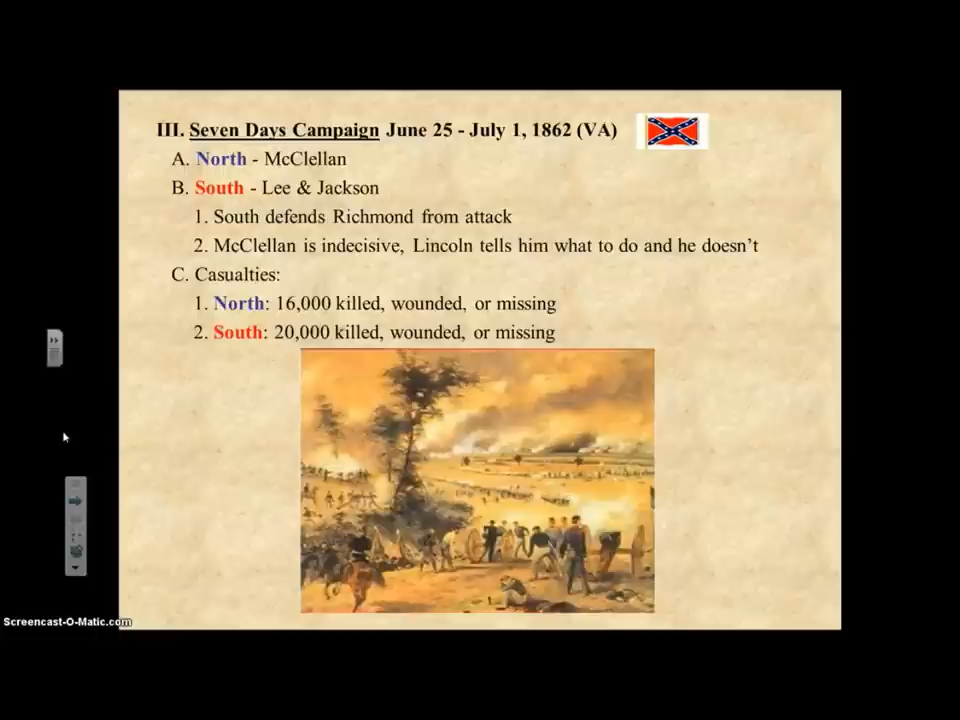 III. Seven Days Campaign June 25 - July 1, 1862 (VA)
A. North - McClellan
B. South - Lee & Jackson
1. South defends Richmond from attack
2. McClellan is indecisive, Lincoln tells him what to do and he doesn’t
C. Casualties:
1. North: 16,000 killed, wounded, or missing
2. South: 20,000 killed, wounded, or missing
Screencast-O-Matic.com